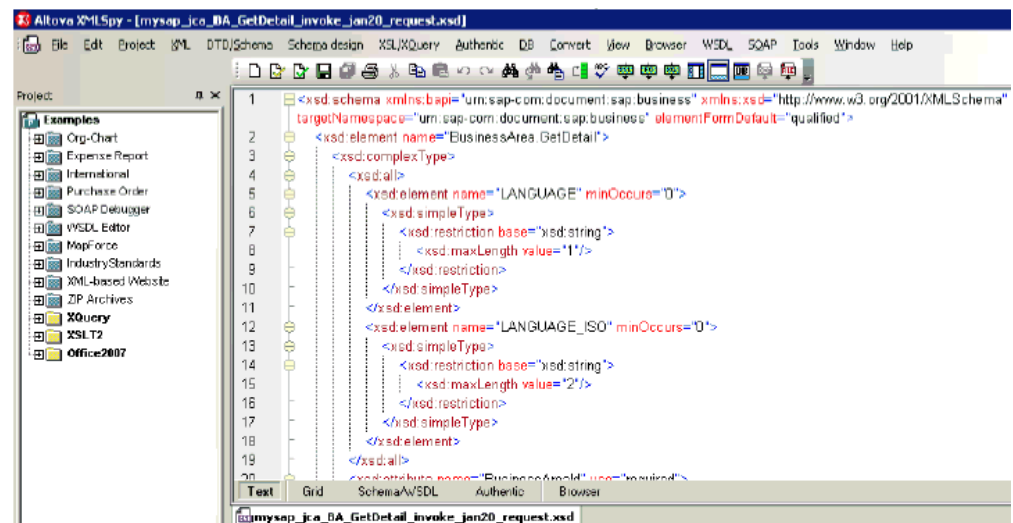 Altova XMLSpy - [mysap_jca_BA_GetDetail_invoke_jan20_request.xsd]
File Edit Project XML DTD/Schema Schema design XSL/XQuery Authentic DB Convert View Browser WSDL SOAP Tools Window Help
Project
Examples
Org-Chart
Expense Report
International
Purchase Order
SOAP Debugger
WSDL Editor
MapForce
IndustryStandards
XML-based Website
ZIP Archives
XQuery
XSLT2
Office2007
1 <xsd:schema xmlns:bapi="urn:sap-com:document:sap:business" xmlns:xsd="http://www.w3.org/2001/XMLSchema"
targetNamespace="urn:sap-com:document:sap:business" elementFormDefault="qualified">
2 <xsd:element name="BusinessArea.GetDetail">
3 <xsd:complexType>
4 <xsd:all>
5 <xsd:element name="LANGUAGE" minOccurs="0">
6 <xsd:simpleType>
7 <xsd:restriction base="xsd:string">
8 <xsd:maxLength value="1"/>
9 </xsd:restriction>
10 </xsd:simpleType>
11 </xsd:element>
12 <xsd:element name="LANGUAGE_ISO" minOccurs="0">
13 <xsd:simpleType>
14 <xsd:restriction base="xsd:string">
15 <xsd:maxLength value="2"/>
16 </xsd:restriction>
17 </xsd:simpleType>
18 </xsd:element>
19 </xsd:all>
20 <xsd:attribute name="BusinessAreaId" use="required">
Text Grid Schema/WSDL Authentic Browser
mysap_jca_BA_GetDetail_invoke_jan20_request.xsd